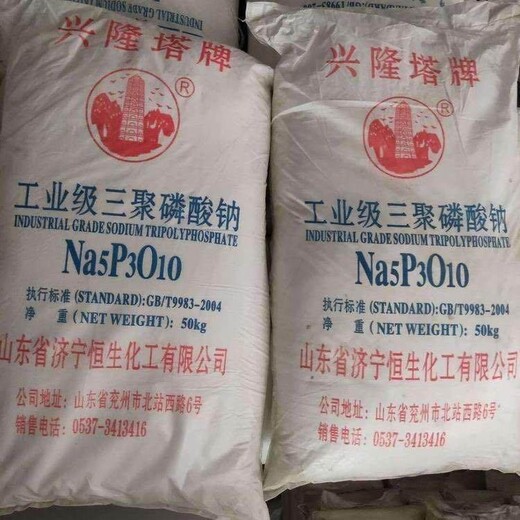 兴隆塔牌
®
工业级三聚磷酸钠
INDUSTRIAL GRADE SODIUM TRIPOLYPHOSPHATE
Na5P3O10
执行标准(STANDARD):GB/T9983-2004
净 重(NET WEIGHT): 50kg
山东省济宁恒生化工有限公司
公司地址: 山东省兖州市北站西路6号
销售电话: 0537-3413416
兴隆塔牌
®
工业级三聚磷酸钠
INDUSTRIAL GRADE SODIUM TRIPOLYPHOSPHATE
Na5P3O10
执行标准(STANDARD):GB/T9983-2004
净 重(NET WEIGHT): 50kg
山东省济宁恒生化工有限公司
公司地址: 山东省兖州市北站西路6号
销售电话: 0537-3413416